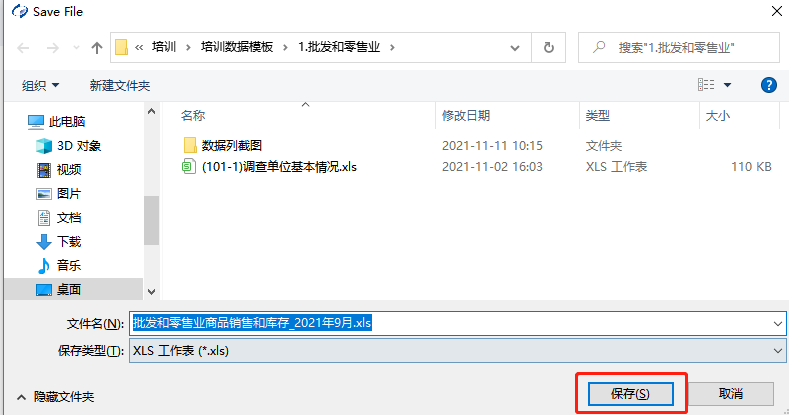 Save File
« 培训 › 培训数据模板 › 1.批发和零售业 ›
搜索"1.批发和零售业"
组织 新建文件夹
名称 修改日期 类型 大小
此电脑
3D 对象
视频
图片
文档
下载
音乐
桌面
数据列截图 2021-11-11 10:15 文件夹
(101-1)调查单位基本情况.xls 2021-11-02 16:03 XLS 工作表 110 KB
文件名(N): 批发和零售业商品销售和库存_2021年9月.xls
保存类型(T): XLS 工作表 (*.xls)
隐藏文件夹 保存(S) 取消